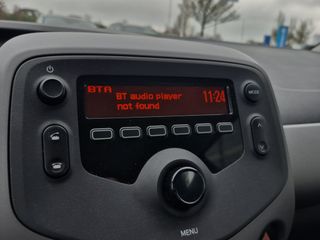 BTA
BT audio player
not found
11:24
MODE
MENU